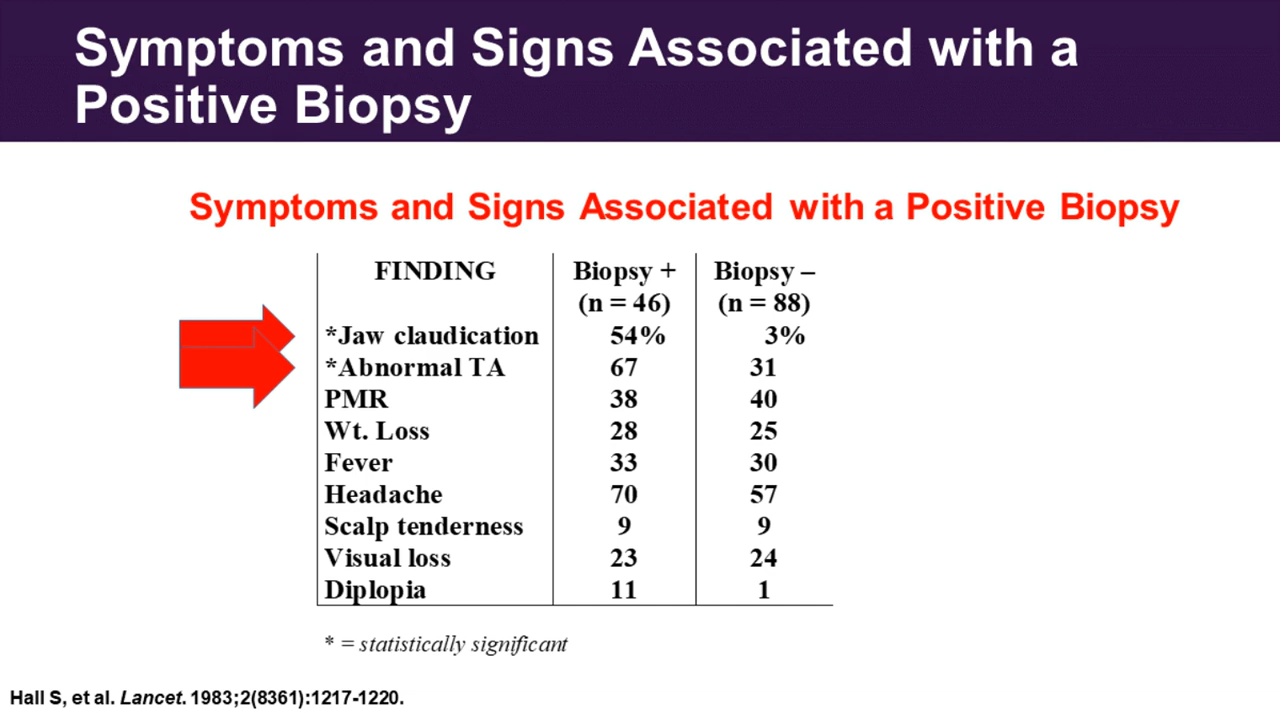 Symptoms and Signs Associated with a
Positive Biopsy
Symptoms and Signs Associated with a Positive Biopsy
FINDING Biopsy + Biopsy –
(n = 46) (n = 88)
*Jaw claudication 54% 3%
*Abnormal TA 67 31
PMR 38 40
Wt. Loss 28 25
Fever 33 30
Headache 70 57
Scalp tenderness 9 9
Visual loss 23 24
Diplopia 11 1
* = statistically significant
Hall S, et al. Lancet. 1983;2(8361):1217-1220.